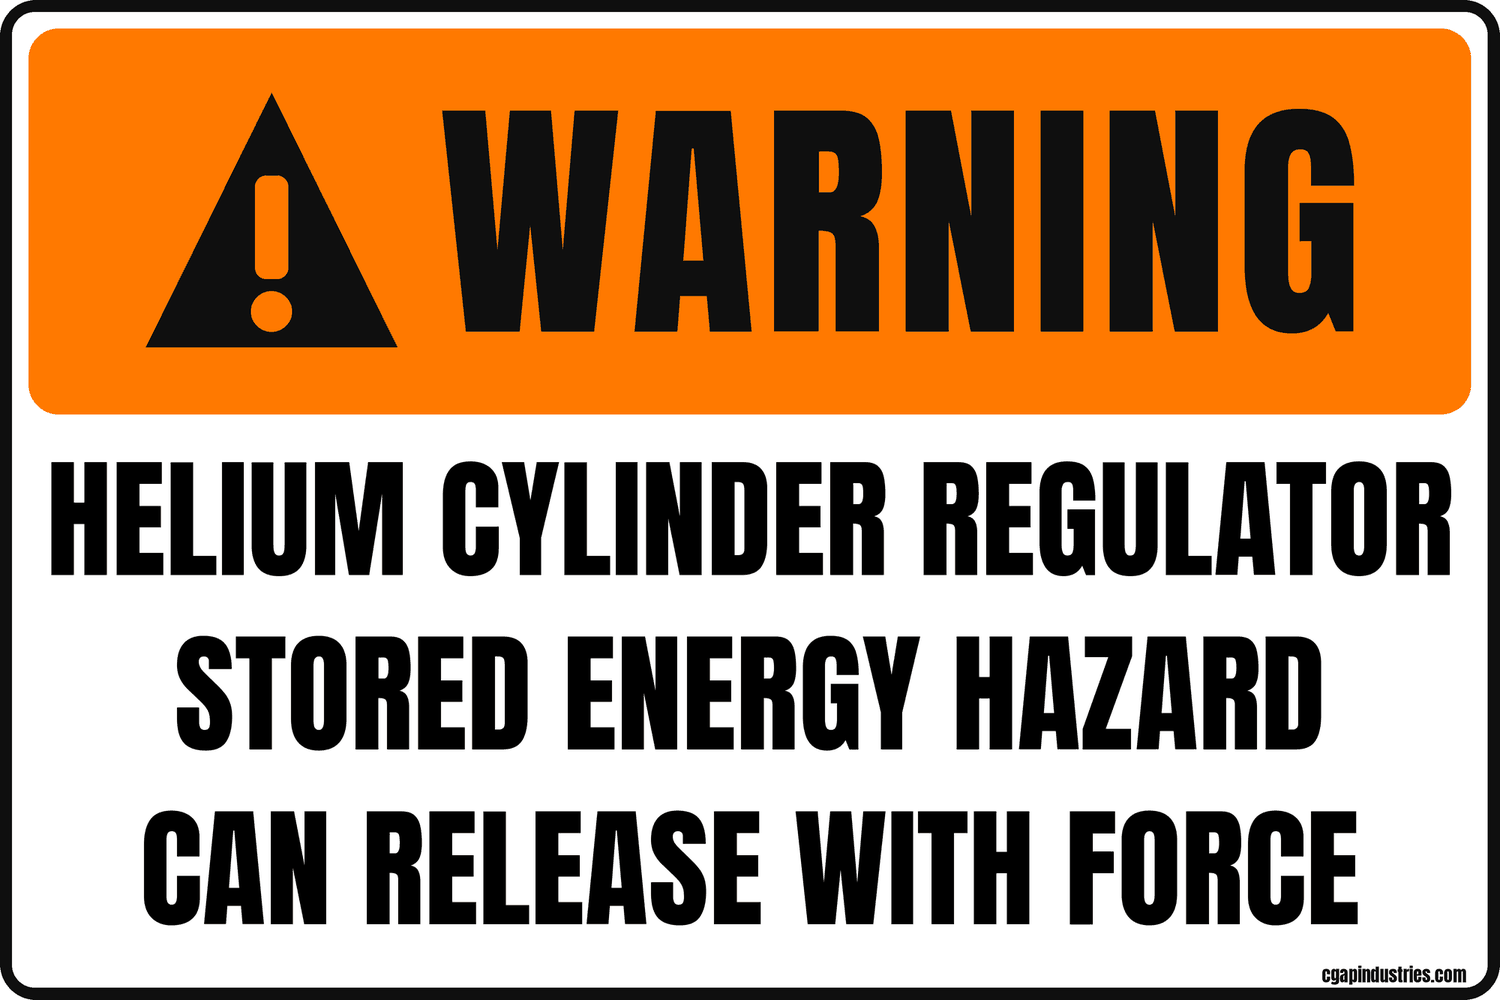 WARNING
HELIUM CYLINDER REGULATOR
STORED ENERGY HAZARD
CAN RELEASE WITH FORCE
cgapindustries.com